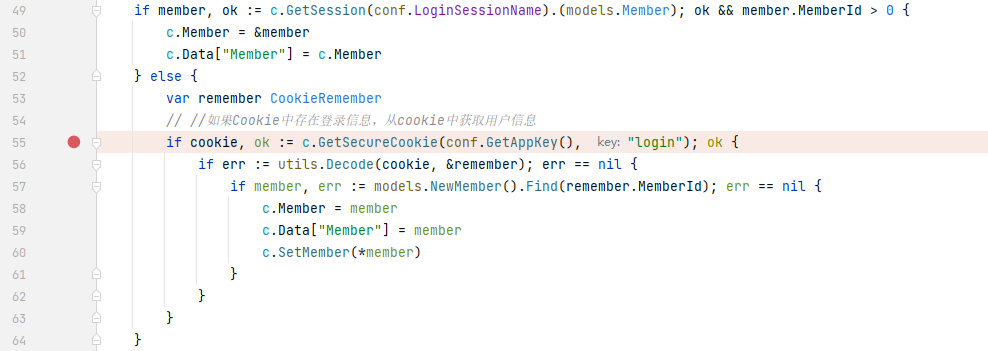 49 if member, ok := c.GetSession(conf.LoginSessionName).(models.Member); ok && member.MemberId > 0 {
50 c.Member = &member
51 c.Data["Member"] = c.Member
52 } else {
53 var remember CookieRemember
54 // //如果Cookie中存在登录信息，从cookie中获取用户信息
55 if cookie, ok := c.GetSecureCookie(conf.GetAppKey(), key: "login"); ok {
56 if err := utils.Decode(cookie, &remember); err == nil {
57 if member, err := models.NewMember().Find(remember.MemberId); err == nil {
58 c.Member = member
59 c.Data["Member"] = member
60 c.SetMember(*member)
61 }
62 }
63 }
64 }